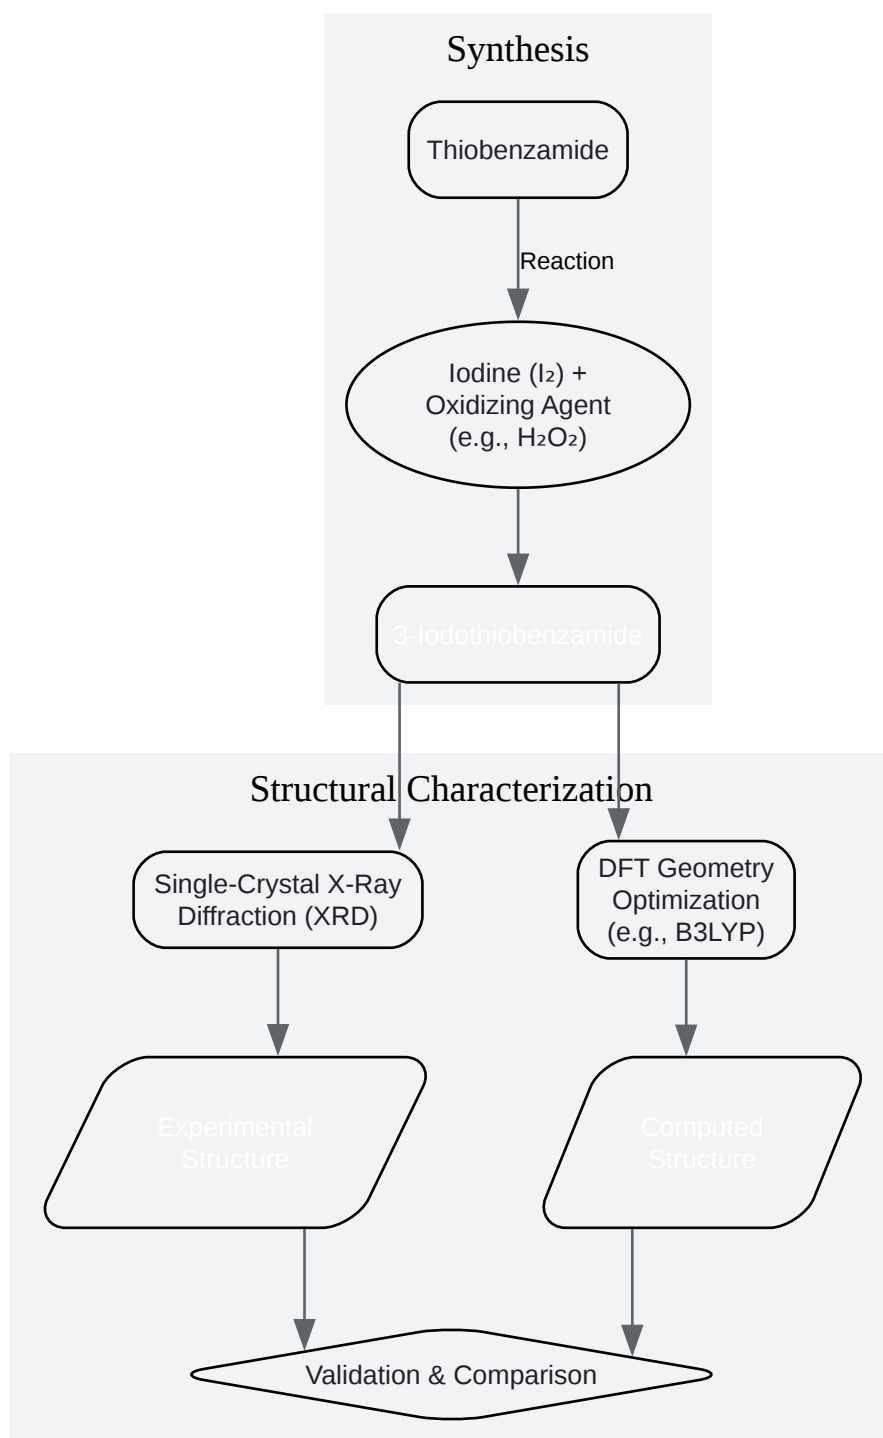 Synthesis
Thiobenzamide
Reaction
Iodine (I₂) +
Oxidizing Agent
(e.g., H₂O₂)
3-Iodothiobenzamide
Structural Characterization
Single-Crystal X-Ray
Diffraction (XRD)
DFT Geometry
Optimization
(e.g., B3LYP)
Experimental
Structure
Computed
Structure
Validation & Comparison